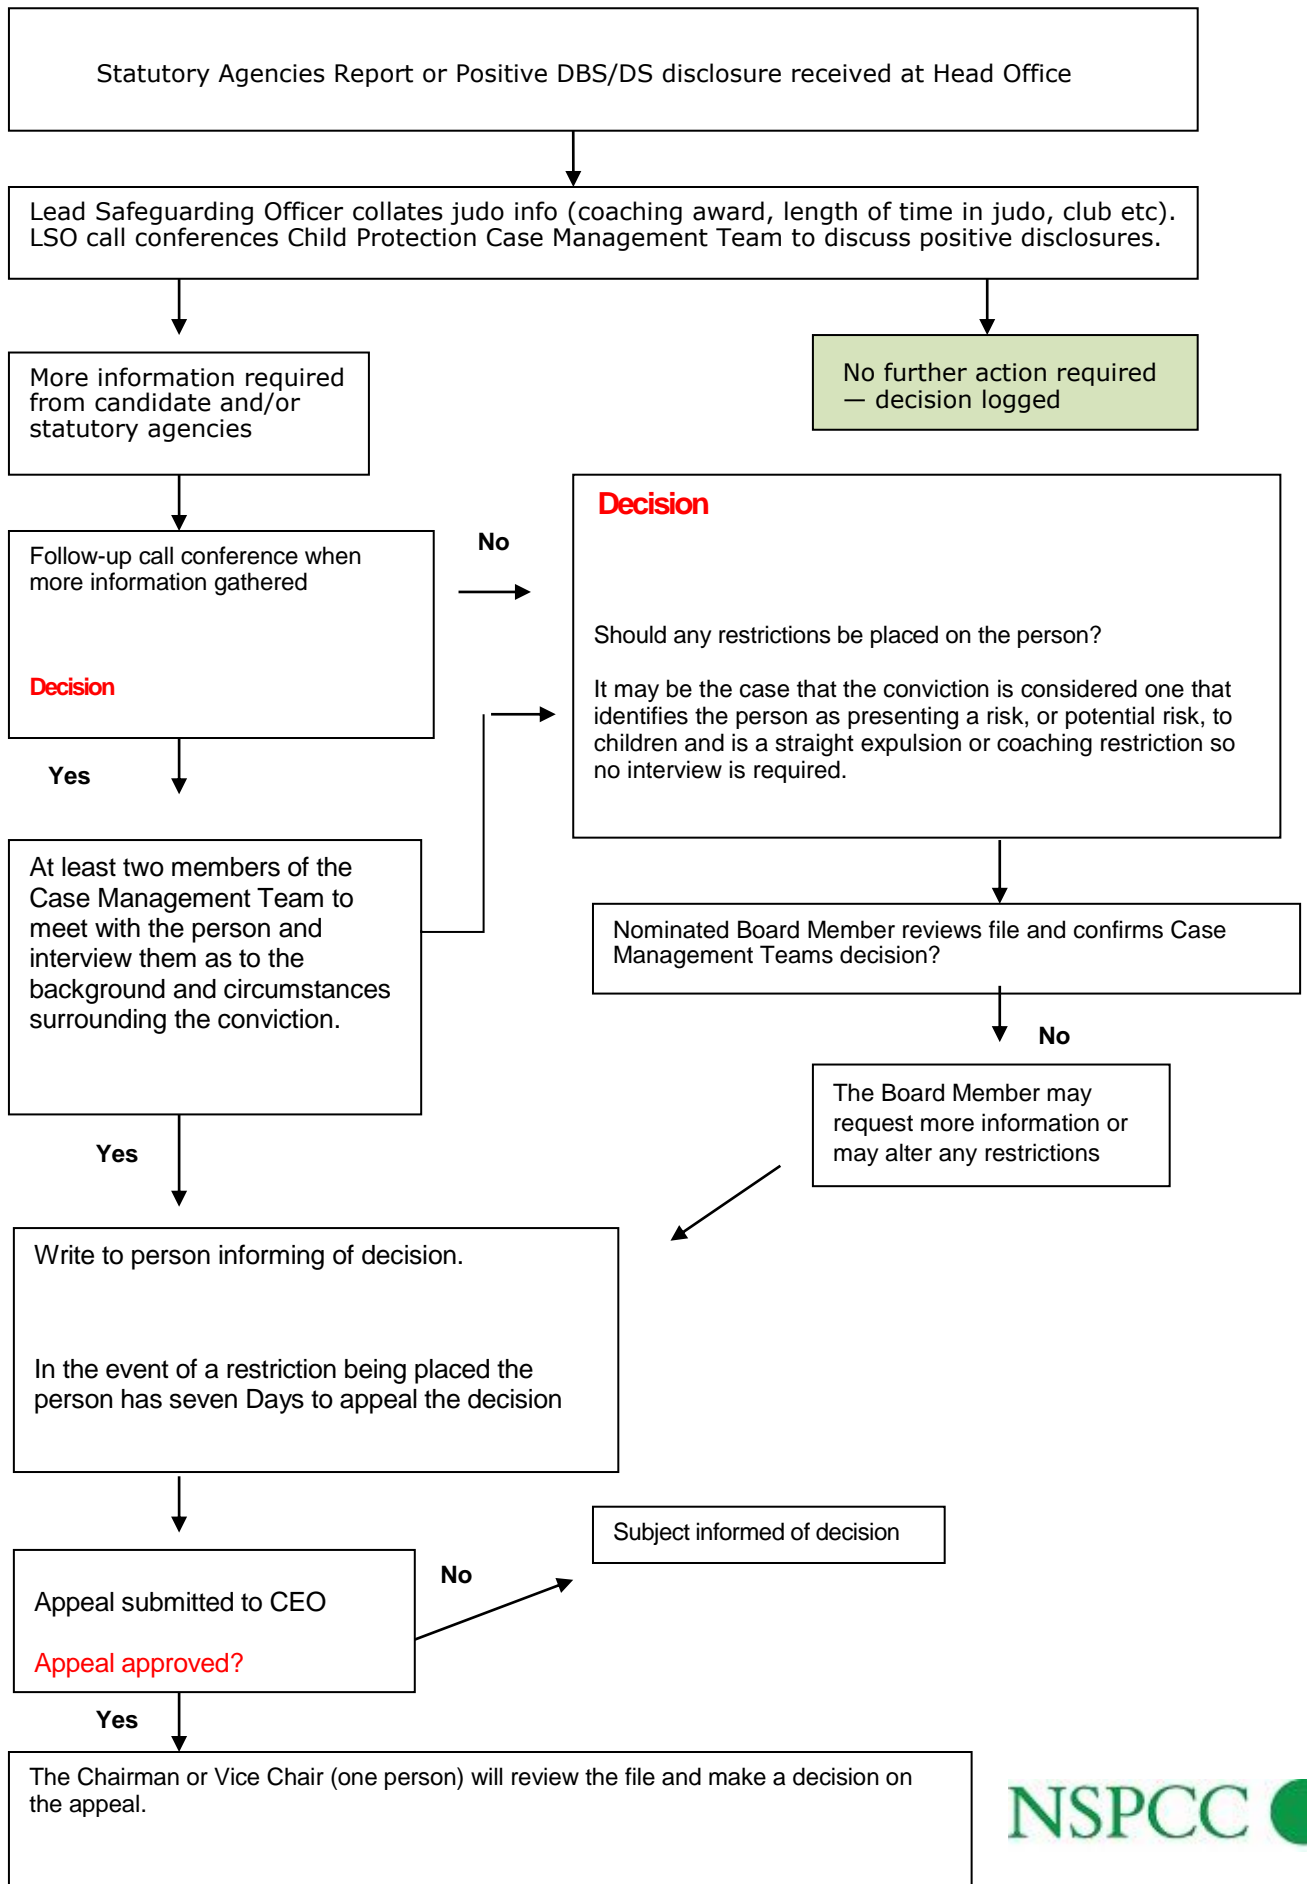 Statutory Agencies Report or Positive DBS/DS disclosure received at Head Office
Lead Safeguarding Officer collates judo info (coaching award, length of time in judo, club etc).
LSO call conferences Child Protection Case Management Team to discuss positive disclosures.
More information required
from candidate and/or
statutory agencies
No further action required
— decision logged
Follow-up call conference when
more information gathered
Decision
No
Decision
Should any restrictions be placed on the person?
It may be the case that the conviction is considered one that
identifies the person as presenting a risk, or potential risk, to
children and is a straight expulsion or coaching restriction so
no interview is required.
Yes
At least two members of the
Case Management Team to
meet with the person and
interview them as to the
background and circumstances
surrounding the conviction.
Nominated Board Member reviews file and confirms Case
Management Teams decision?
No
The Board Member may
request more information or
may alter any restrictions
Yes
Write to person informing of decision.
In the event of a restriction being placed the
person has seven Days to appeal the decision
Subject informed of decision
No
Appeal submitted to CEO
Appeal approved?
Yes
The Chairman or Vice Chair (one person) will review the file and make a decision on
the appeal.
NSPCC